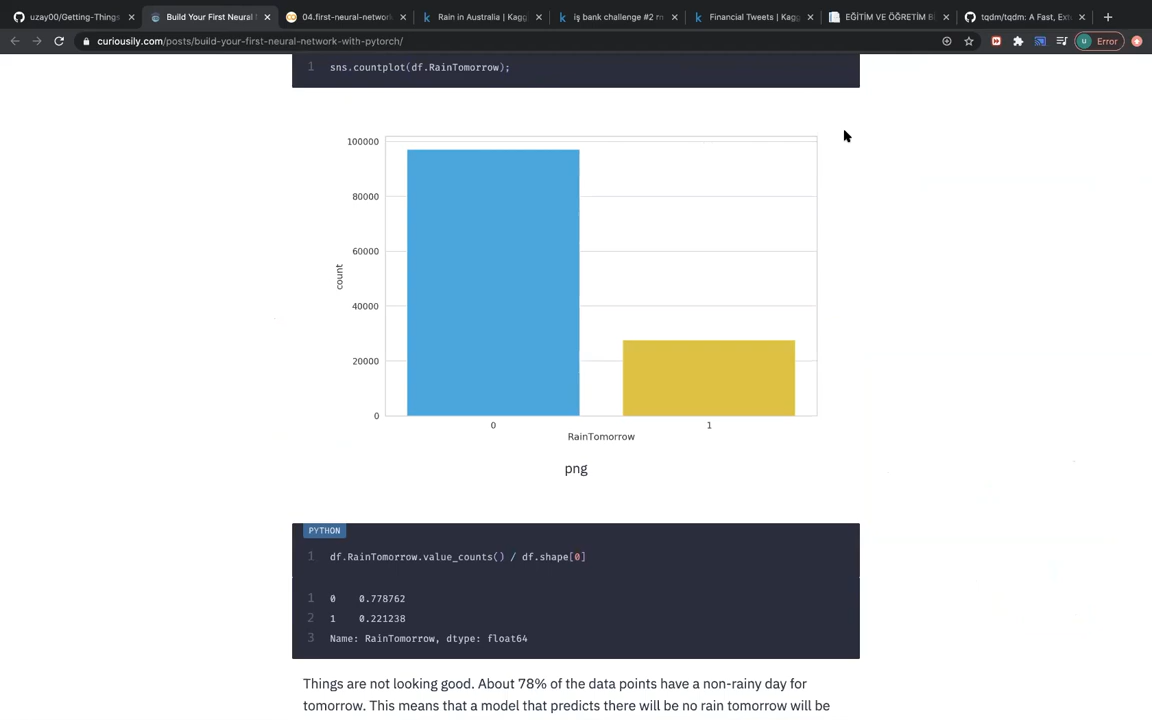 uzay00/Getting-Things
Build Your First Neural
04.first-neural-network
Rain in Australia | Kagg
iş bank challenge #2 m
Financial Tweets | Kagg
EĞİTİM VE ÖĞRETİM Bİ
tqdm/tqdm: A Fast, Ext
curiousily.com/posts/build-your-first-neural-network-with-pytorch/
u Error
1 sns.countplot(df.RainTomorrow);
100000
80000
60000
40000
20000
0
count
0 1
RainTomorrow
png
PYTHON
1 df.RainTomorrow.value_counts() / df.shape[0]
1 0 0.778762
2 1 0.221238
3 Name: RainTomorrow, dtype: float64
Things are not looking good. About 78% of the data points have a non-rainy day for
tomorrow. This means that a model that predicts there will be no rain tomorrow will be